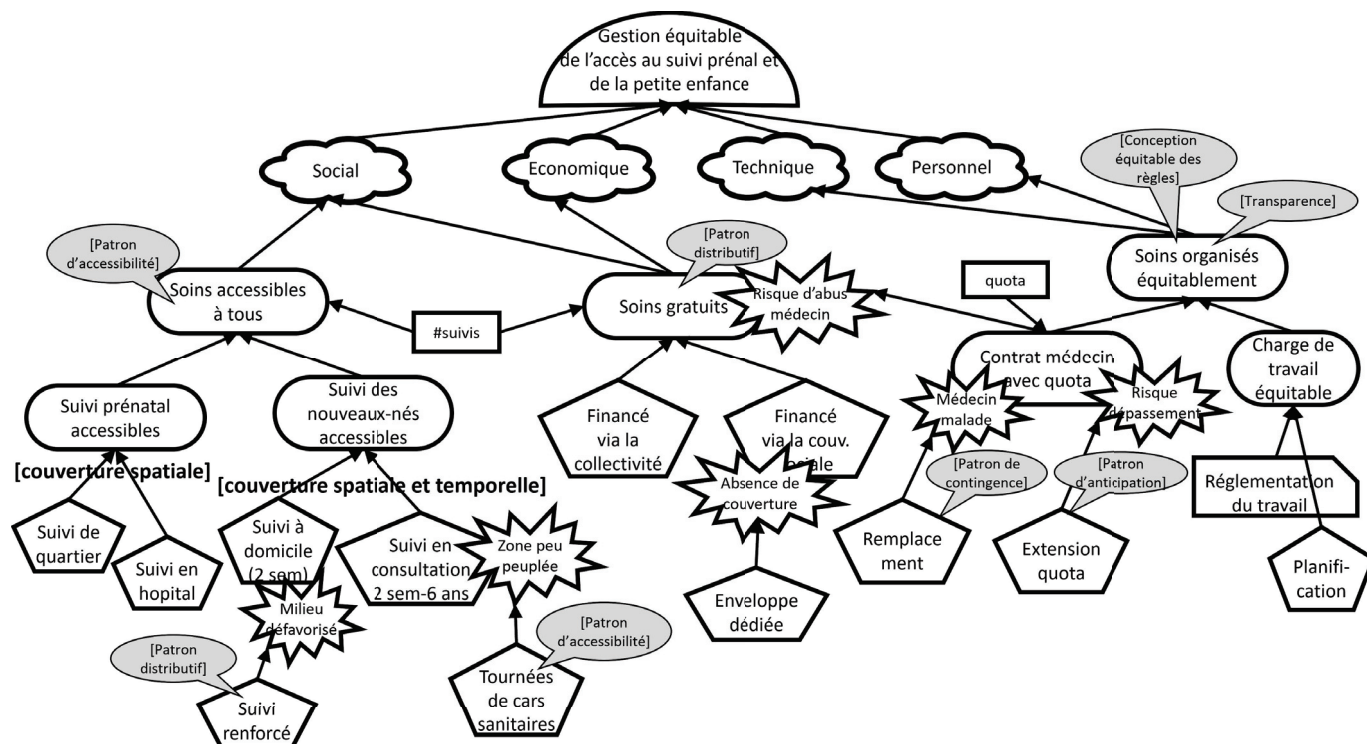 Gestion équitable
de l'accès au suivi prénal et
de la petite enfance
Social
Economique
Technique
Personnel
[Conception
équitable des
règles]
[Transparence]
[Patron
d'accessibilité]
[Patron
distributif]
Soins accessibles
à tous
#suivis
Soins gratuits
Risque d'abus
médecin
quota
Soins organisés
équitablement
Suivi prénatal
accessibles
Suivi des
nouveaux-nés
accessibles
Financé
via la
collectivité
Financé
via la couv.
Absence de
couverture
Contrat médecin
avec quota
Médecin
malade
Risque
dépassement
Charge de
travail
équitable
[couverture spatiale]
[couverture spatiale et temporelle]
[Patron de
contingence]
[Patron
d'anticipation]
Réglementation
du travail
Suivi de
quartier
Suivi en
hopital
Suivi à
domicile
(2 sem)
Suivi en
consultation
2 sem-6 ans
Zone peu
peuplée
Remplace
ment
Extension
quota
Planifi-
cation
Milieu
défavorisé
Enveloppe
dédiée
[Patron
distributif]
[Patron
d'accessibilité]
Suivi
renforcé
Tournées
de cars
sanitaires